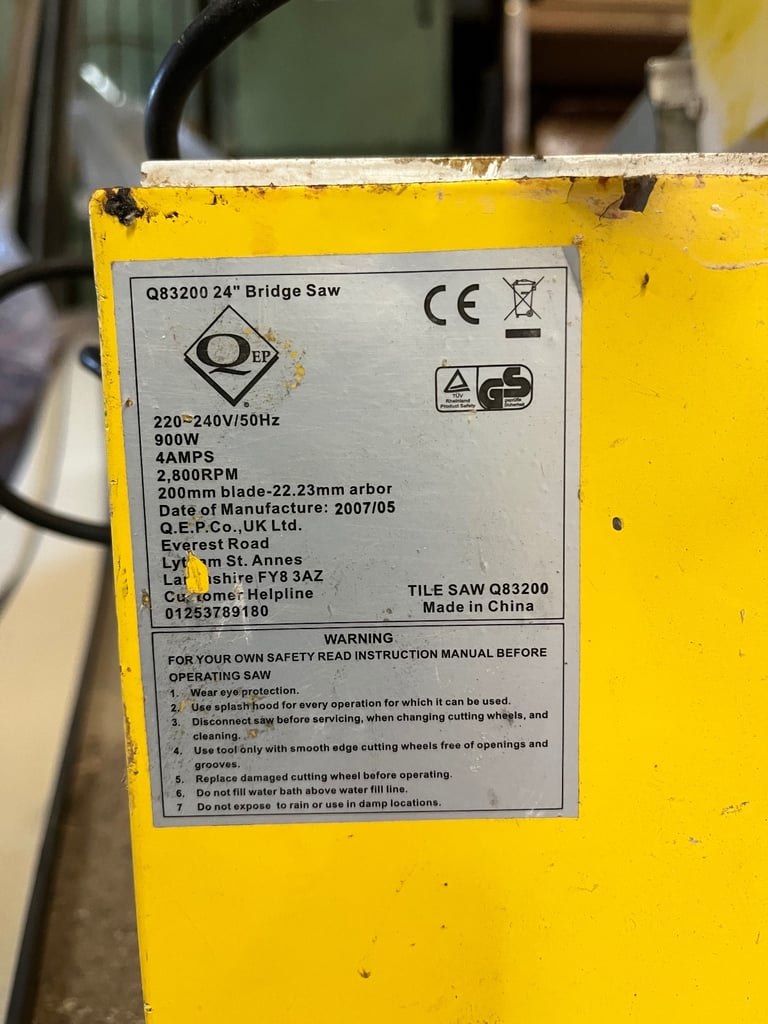 Q83200 24" Bridge Saw
CE
QEP
TÜV
Rheinland
Product Safety
GS
geprüfte
Sicherheit
220~240V/50Hz
900W
4AMPS
2,800RPM
200mm blade-22.23mm arbor
Date of Manufacture: 2007/05
Q.E.P.Co.,UK Ltd.
Everest Road
St. Annes
FY8 3AZ
Customer Helpline
01253789180
TILE SAW Q83200
Made in China
WARNING
FOR YOUR OWN SAFETY READ INSTRUCTION MANUAL BEFORE
OPERATING SAW
1. Wear eye protection.
2. Use splash hood for every operation for which it can be used.
3. Disconnect saw before servicing, when changing cutting wheels, and
cleaning.
4. Use tool only with smooth edge cutting wheels free of openings and
grooves.
5. Replace damaged cutting wheel before operating.
6. Do not fill water bath above water fill line.
7 Do not expose to rain or use in damp locations.